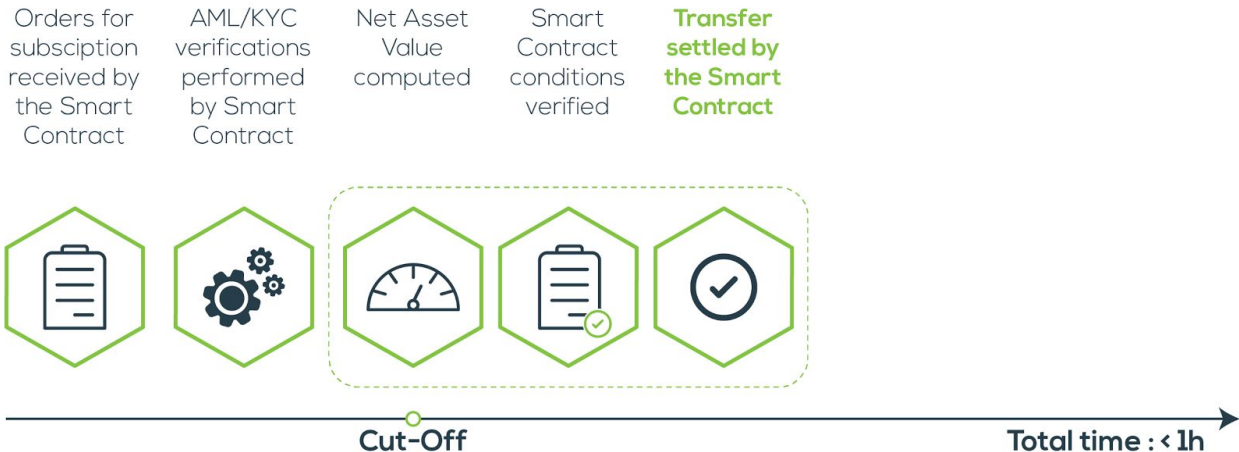 Orders for
subsciption
received by
the Smart
Contract
AML/KYC
verifications
performed
by Smart
Contract
Net Asset
Value
computed
Smart
Contract
conditions
verified
Transfer
settled by
the Smart
Contract
Cut-Off
Total time : < 1h